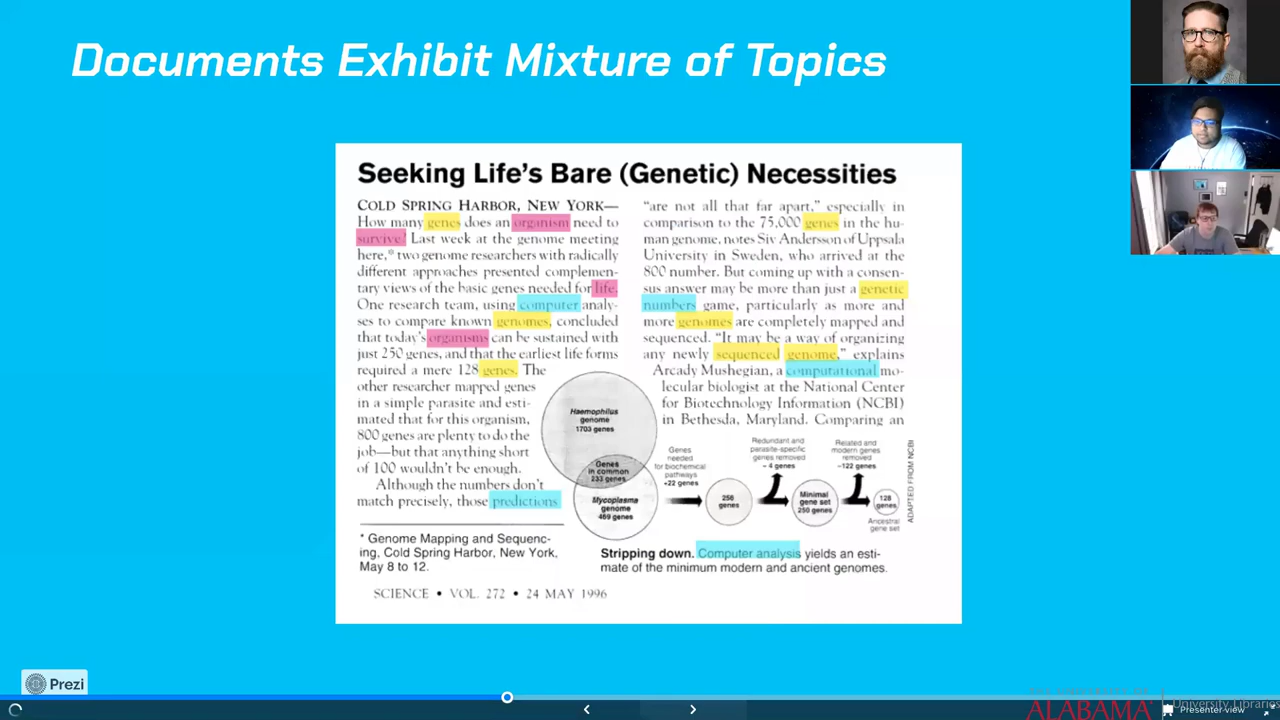 Documents Exhibit Mixture of Topics
Seeking Life's Bare (Genetic) Necessities
COLD SPRING HARBOR, NEW YORK—
How many genes does an organism need to
survive? Last week at the genome meeting
here,* two genome researchers with radically
different approaches presented complemen-
tary views of the basic genes needed for life.
One research team, using computer analy-
ses to compare known genomes, concluded
that today's organisms can be sustained with
just 250 genes, and that the earliest life forms
required a mere 128 genes. The
other researcher mapped genes
in a simple parasite and esti-
mated that for this organism,
800 genes are plenty to do the
job—but that anything short
of 100 wouldn't be enough.
Although the numbers don't
match precisely, those predictions
* Genome Mapping and Sequenc-
ing, Cold Spring Harbor, New York,
May 8 to 12.
"are not all that far apart," especially in
comparison to the 75,000 genes in the hu-
man genome, notes Siv Andersson of Uppsala
University in Sweden, who arrived at the
800 number. But coming up with a consen-
sus answer may be more than just a genetic
numbers game, particularly as more and
more genomes are completely mapped and
sequenced. "It may be a way of organizing
any newly sequenced genome," explains
Arcady Mushegian, a computational mo-
lecular biologist at the National Center
for Biotechnology Information (NCBI)
in Bethesda, Maryland. Comparing an
Haemophilus
genome
1703 genes
Genes
in common
233 genes
Mycoplasma
genome
469 genes
Genes
needed
for biochemical
pathways
+22 genes
256
genes
Redundant and
parasite-specific
genes removed
– 4 genes
Minimal
gene set
250 genes
Related and
modern genes
removed
–122 genes
128
genes
Ancestral
gene set
ADAPTED FROM NCBI
Stripping down. Computer analysis yields an esti-
mate of the minimum modern and ancient genomes.
SCIENCE • VOL. 272 • 24 MAY 1996
Prezi
ALABAMA
University Libraries
Presenter view